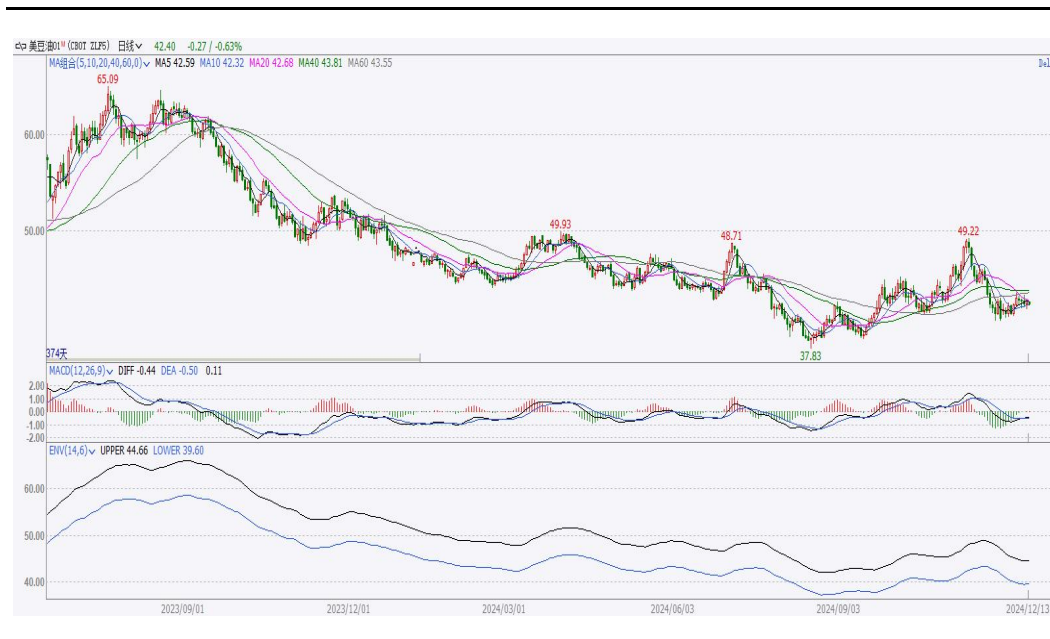 美豆油01M (CBOT ZLF5) 日线 42.40 -0.27 / -0.63%
MA组合(5,10,20,40,60,0) MA5 42.59 MA10 42.32 MA20 42.68 MA40 43.81 MA60 43.55
65.09
60.00
49.93
48.71
49.22
50.00
37.83
374天
MACD(12,26,9) DIFF -0.44 DEA -0.50 0.11
2.00
1.00
0.00
-1.00
-2.00
ENV(14,6) UPPER 44.66 LOWER 39.60
60.00
50.00
40.00
2023/09/01 2023/12/01 2024/03/01 2024/06/03 2024/09/03 2024/12/13